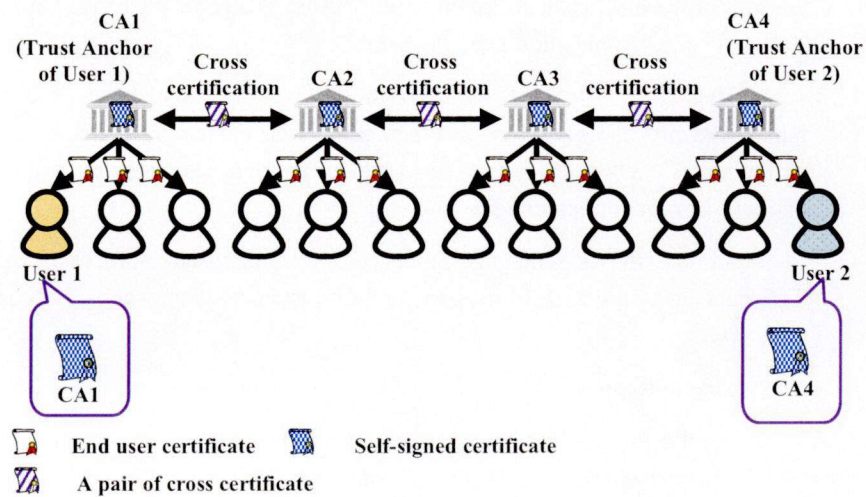 CA1
(Trust Anchor
of User 1)
CA4
(Trust Anchor
of User 2)
Cross
certification
CA2
Cross
certification
CA3
Cross
certification
User 1
User 2
CA1
CA4
End user certificate
Self-signed certificate
A pair of cross certificate